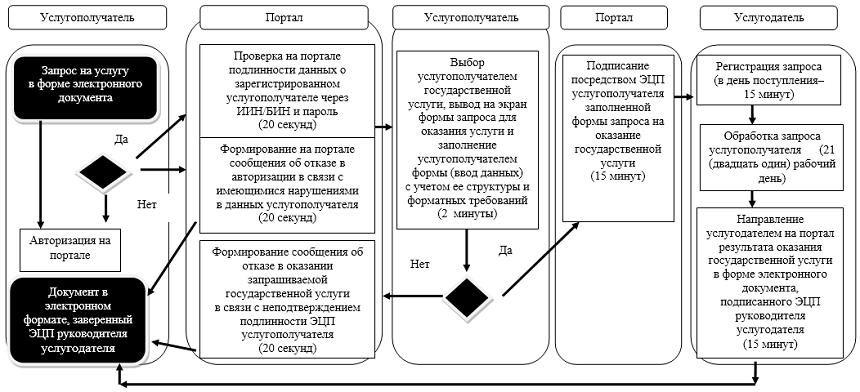 Услугополучатель
Портал
Услугополучатель
Портал
Услугодатель
Запрос на услугу
в форме электронного
документа
Да
Нет
Авторизация на
портале
Документ в
электронном
формате, заверенный
ЭЦП руководителя
услугодателя
Проверка на портале
подлинности данных о
зарегистрированном
услугополучателе через
ИИН/БИН и пароль
(20 секунд)
Формирование на портале
сообщения об отказе в
авторизации в связи с
имеющимися нарушениями
в данных услугополучателя
(20 секунд)
Формирование сообщения об
отказе в оказании
запрашиваемой
государственной услуги
в связи с неподтверждением
подлинности ЭЦП
услугополучателя
(20 секунд)
Выбор
услугополучателем
государственной
услуги, вывод на экран
формы запроса для
оказания услуги и
заполнение
услугополучателем
формы (ввод данных)
с учетом ее структуры и
форматных требований
(2 минуты)
Нет
Да
Подписание
посредством ЭЦП
услугополучателя
заполненной
формы запроса на
оказание
государственной
услуги
(15 минут)
Регистрация запроса
(в день поступления–
15 минут)
Обработка запроса
услугополучателя (21
(двадцать один) рабочий
день)
Направление
услугодателем на портал
результата оказания
государственной услуги
в форме электронного
документа,
подписанного ЭЦП
руководителя
услугодателя
(15 минут)